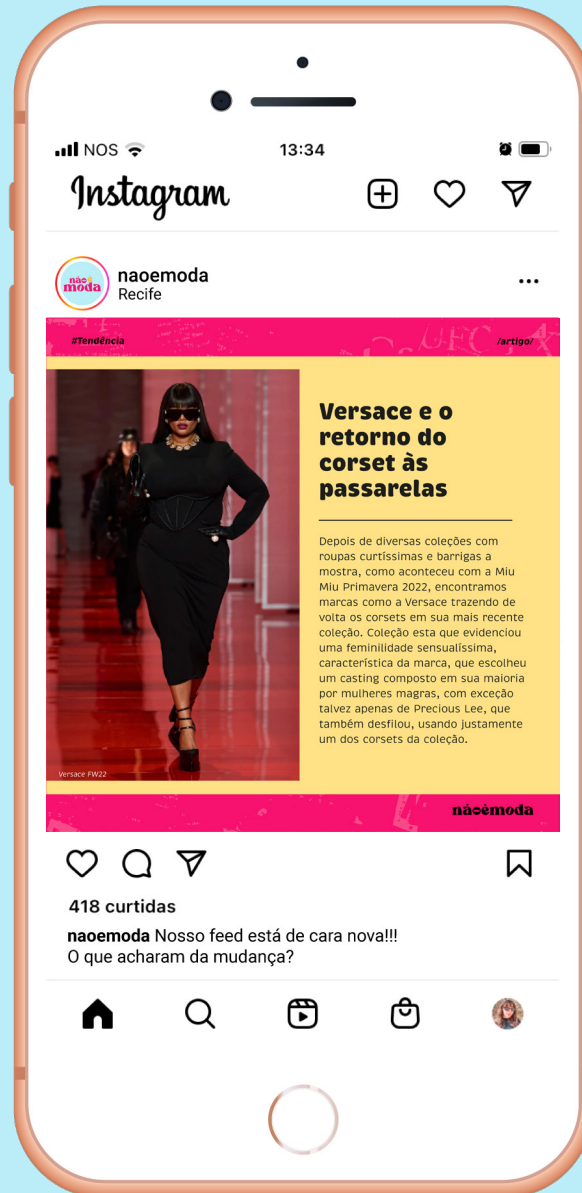 NOS
13:34
Instagram
nãoé
moda
naoemoda
Recife
#Tendência
/artigo/
Versace e o
retorno do
corset às
passarelas
Depois de diversas coleções com
roupas curtíssimas e barrigas a
mostra, como aconteceu com a Miu
Miu Primavera 2022, encontramos
marcas como a Versace trazendo de
volta os corsets em sua mais recente
coleção. Coleção esta que evidenciou
uma feminilidade sensualíssima,
característica da marca, que escolheu
um casting composto em sua maioria
por mulheres magras, com exceção
talvez apenas de Precious Lee, que
também desfilou, usando justamente
um dos corsets da coleção.
Versace FW22
nãoémoda
418 curtidas
naoemoda Nosso feed está de cara nova!!!
O que acharam da mudança?